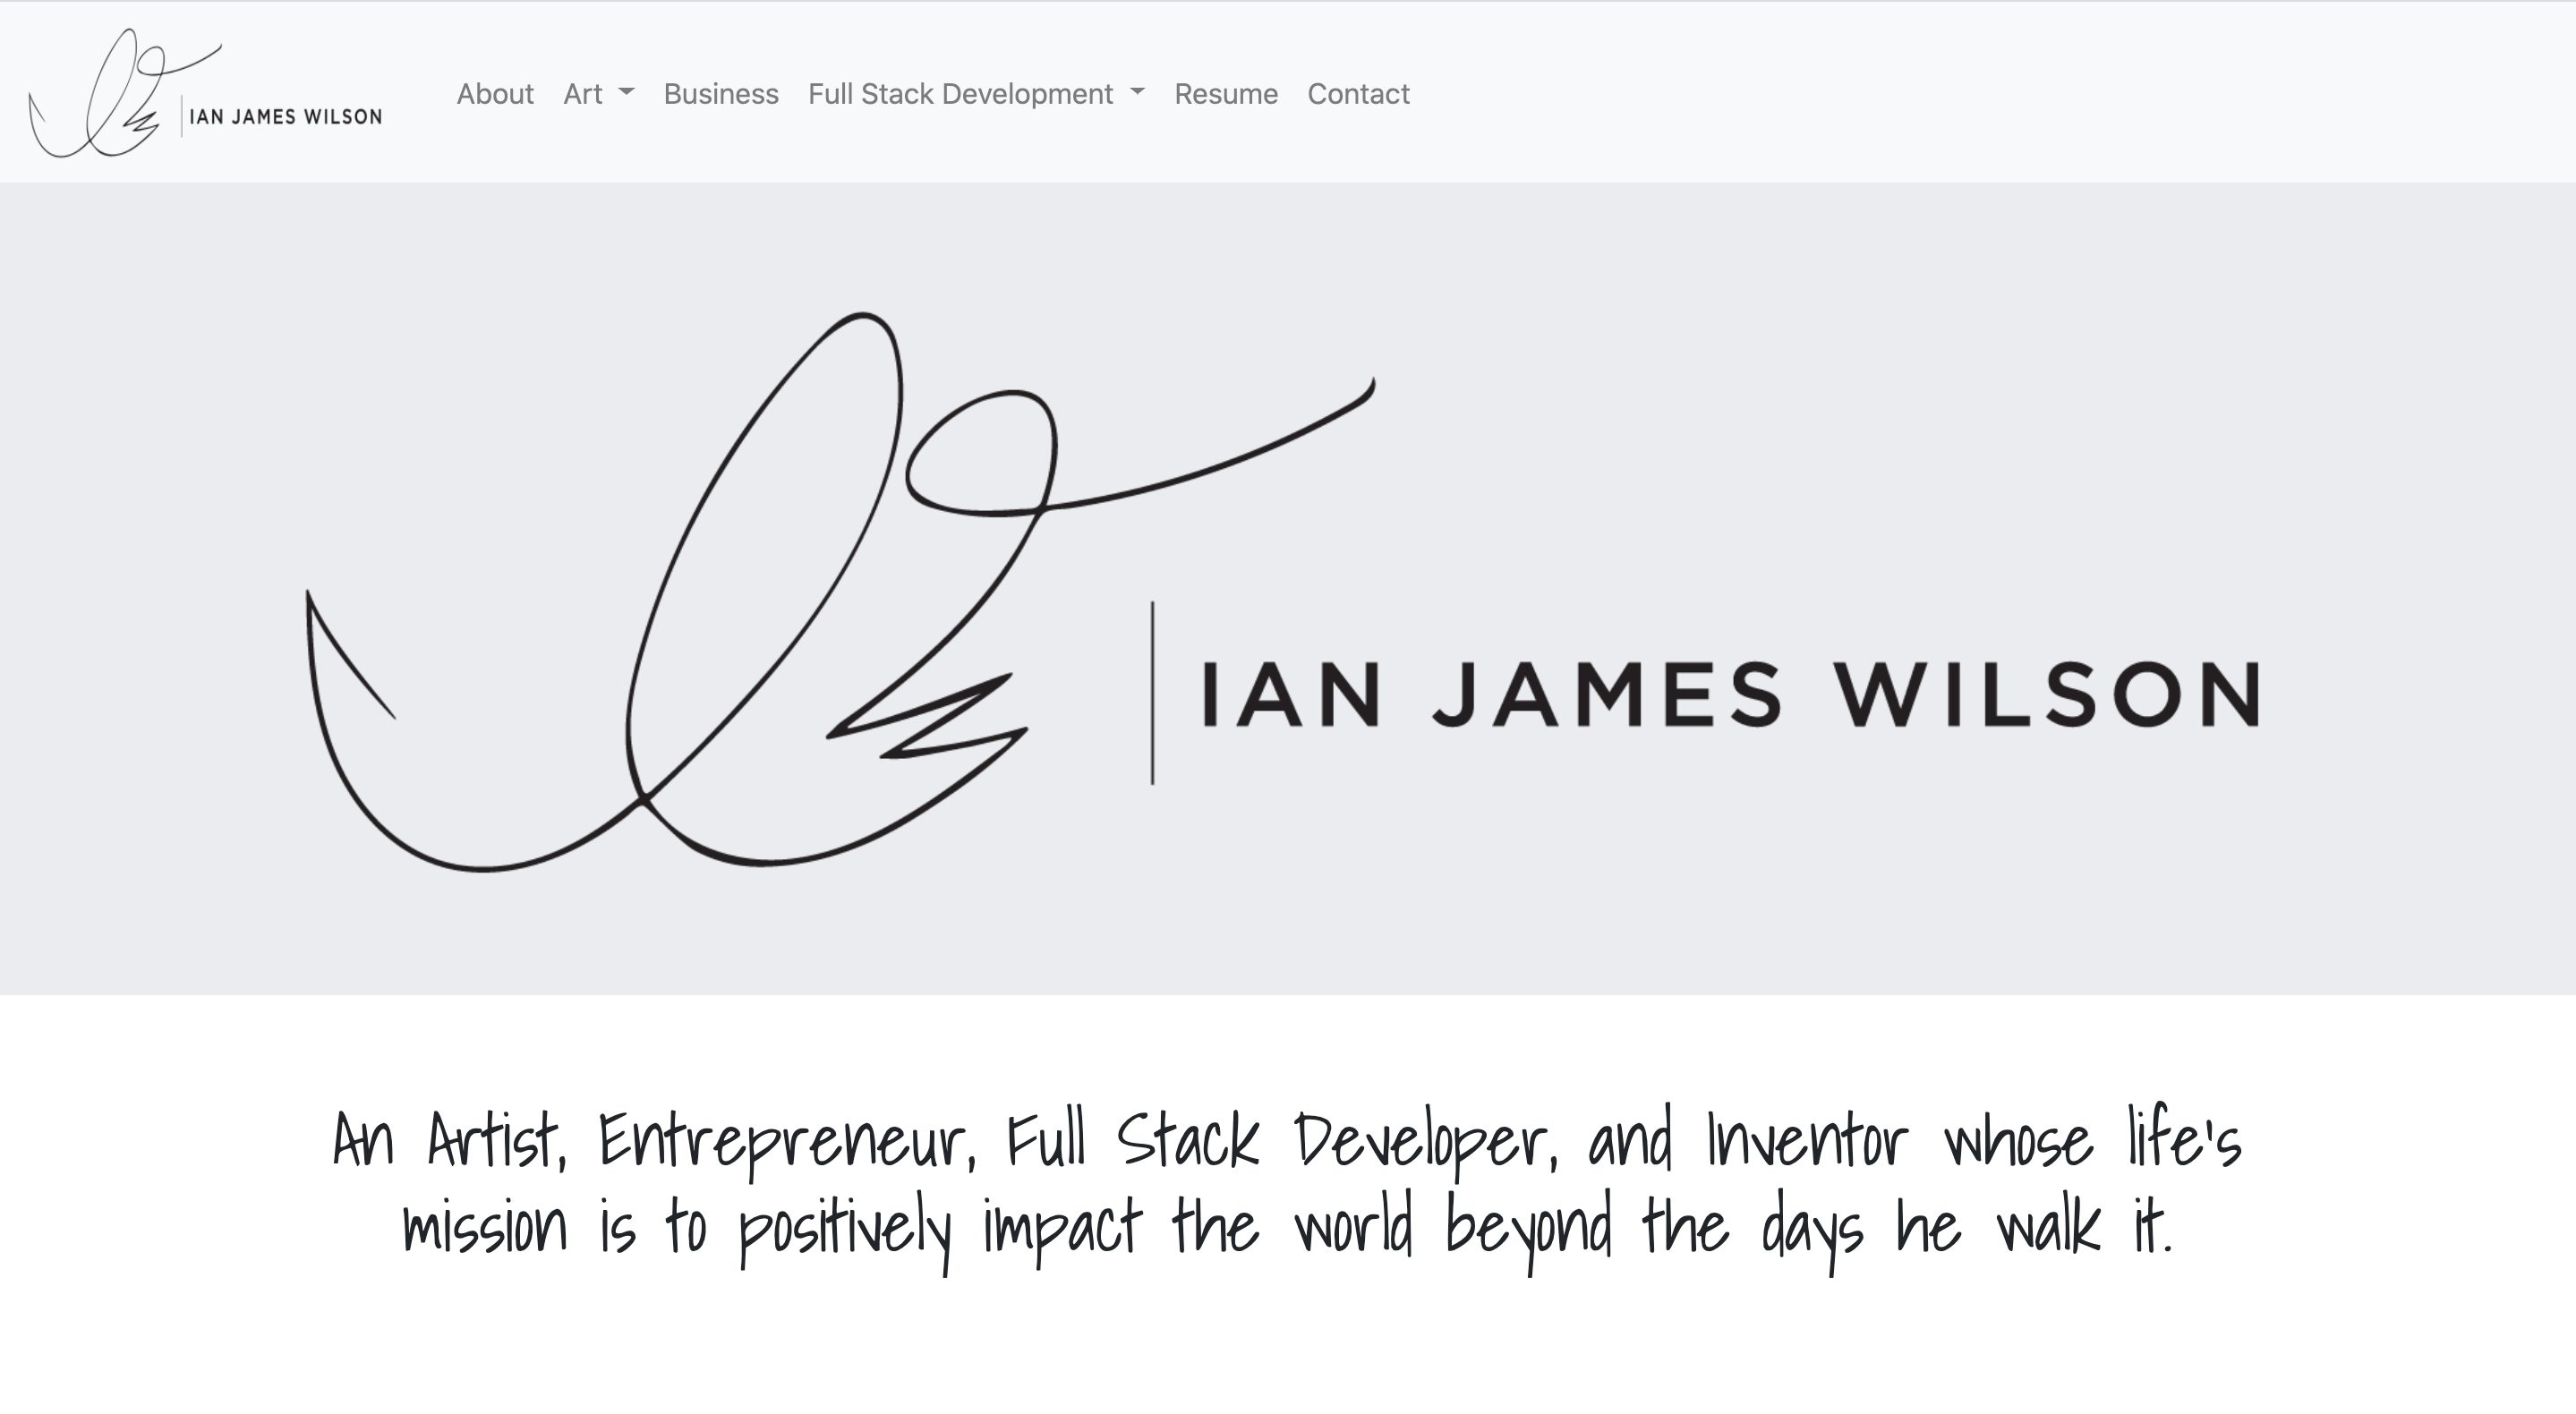 IAN JAMES WILSON
About Art Business Full Stack Development Resume Contact
IAN JAMES WILSON
An Artist, Entrepreneur, Full Stack Developer, and Inventor whose life's
mission is to positively impact the world beyond the days he walk it.